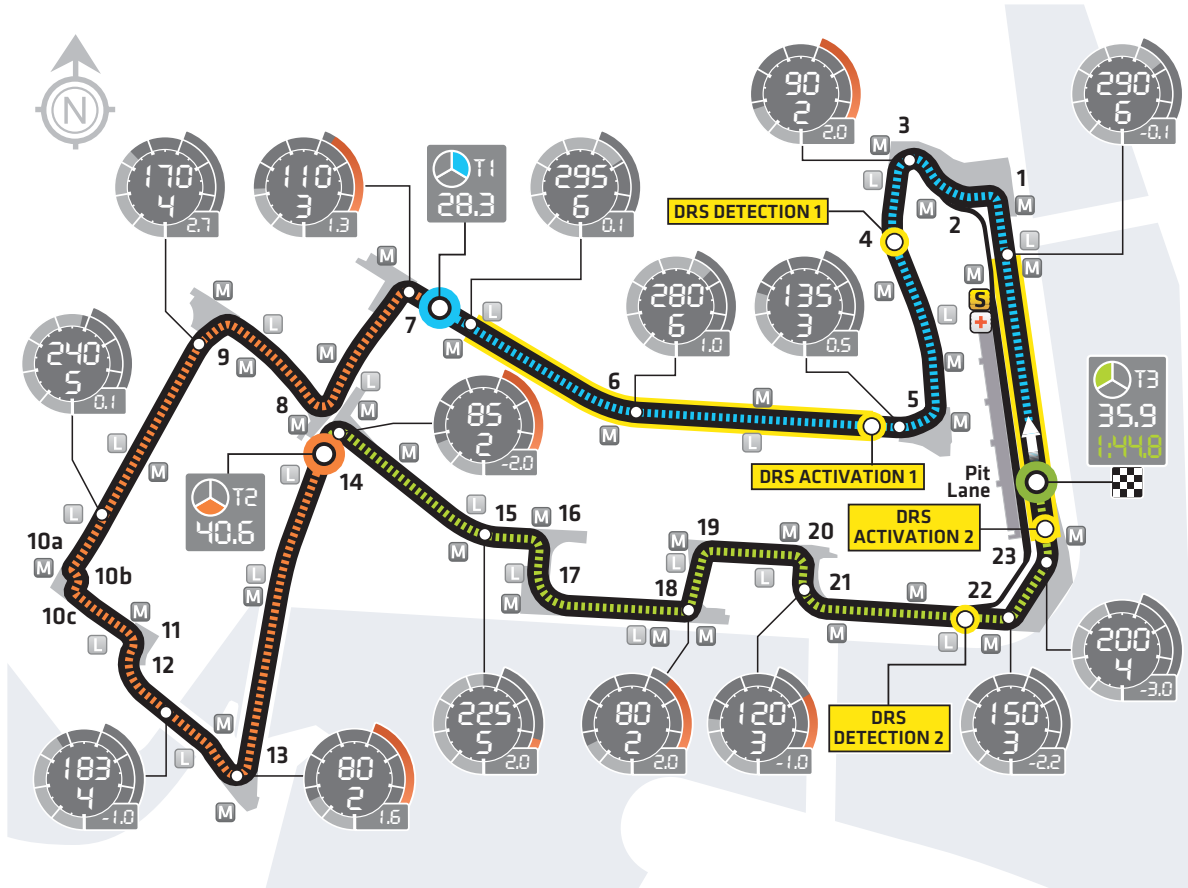 N
170
4
2.7
110
3
1.3
T1
28.3
295
6
0.1
90
2
2.0
290
6
-0.1
3
1
M
M
L
M
2
M
L
M
DRS DETECTION 1
4
M
M
S
M
L
M
7
L
M
280
6
1.0
135
3
0.5
M
L
9
M
M
240
5
0.1
6
M
M
L
5
M
T3
35.9
1:44.8
8
M
L
M
85
2
-2.0
L
M
L
M
14
L
T2
40.6
DRS ACTIVATION 1
Pit
Lane
DRS
ACTIVATION 2
M
L
10a
M
10b
10c
L
M
15
M
16
L
M
17
L
M
19
M
L
18
L
M
M
20
M
L
21
M
M
22
L
M
23
M
11
L
12
M
L
13
M
200
4
-3.0
183
4
-1.0
80
2
1.6
225
5
2.0
80
2
2.0
120
3
-1.0
DRS
DETECTION 2
150
3
-2.2